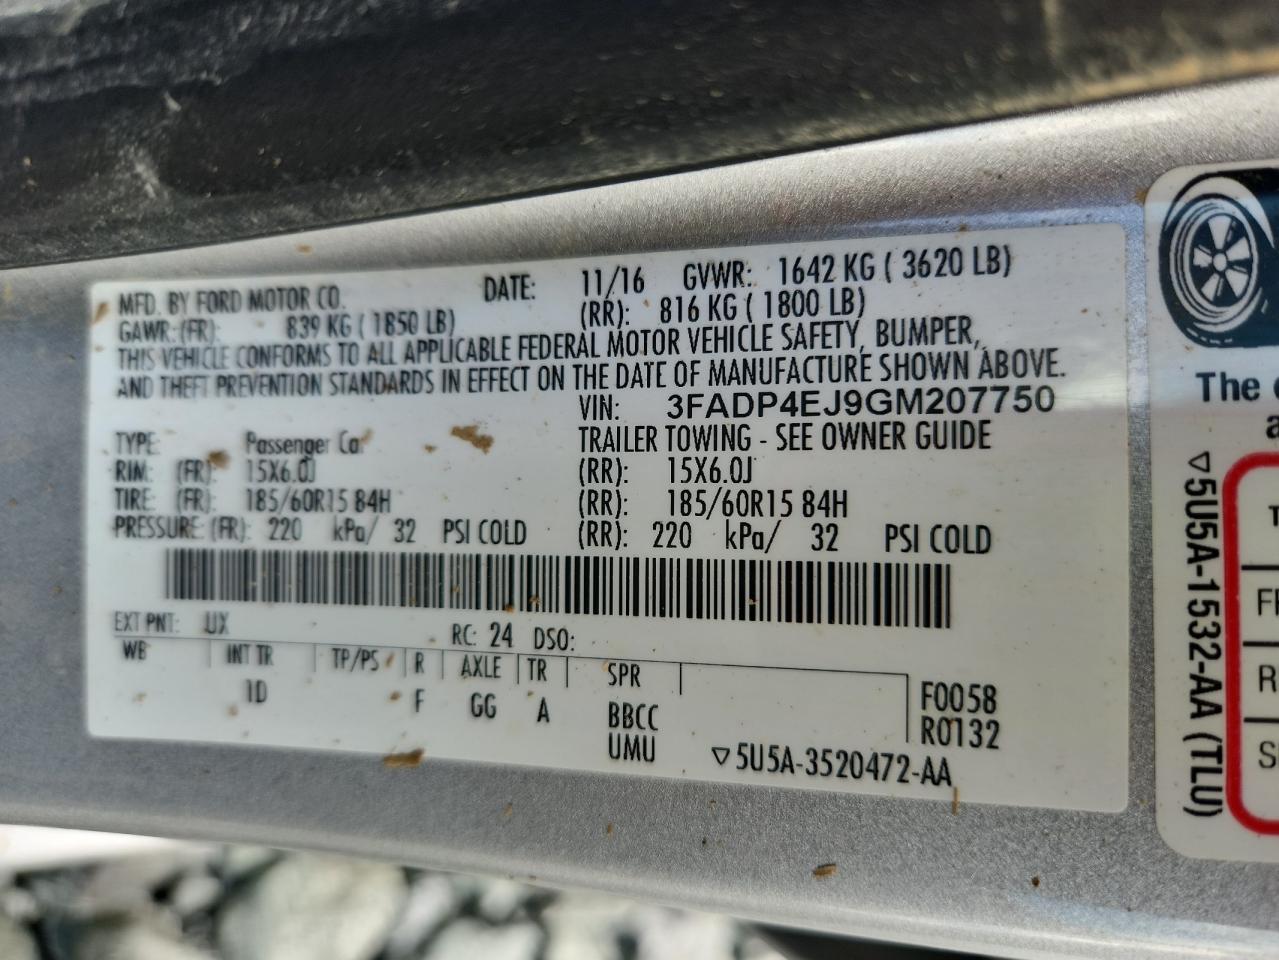 MFD. BY FORD MOTOR CO. DATE: 11/16 GVWR: 1642 KG ( 3620 LB)
GAWR: (FR): 839 KG ( 1850 LB) (RR): 816 KG ( 1800 LB)
THIS VEHICLE CONFORMS TO ALL APPLICABLE FEDERAL MOTOR VEHICLE SAFETY, BUMPER,
AND THEFT PREVENTION STANDARDS IN EFFECT ON THE DATE OF MANUFACTURE SHOWN ABOVE.
VIN: 3FADP4EJ9GM207750
TYPE: Passenger Car TRAILER TOWING - SEE OWNER GUIDE
RIM: (FR): 15X6.0J (RR): 15X6.0J
TIRE: (FR): 185/60R15 84H (RR): 185/60R15 84H
PRESSURE: (FR): 220 kPa/ 32 PSI COLD (RR): 220 kPa/ 32 PSI COLD
EXT PNT: UX RC: 24 DSO:
WB INT TR TP/PS R AXLE TR SPR
1D F GG A BBCC F0058
UMU R0132
▽5U5A-3520472-AA
The
▽5U5A-1532-AA (TLU)